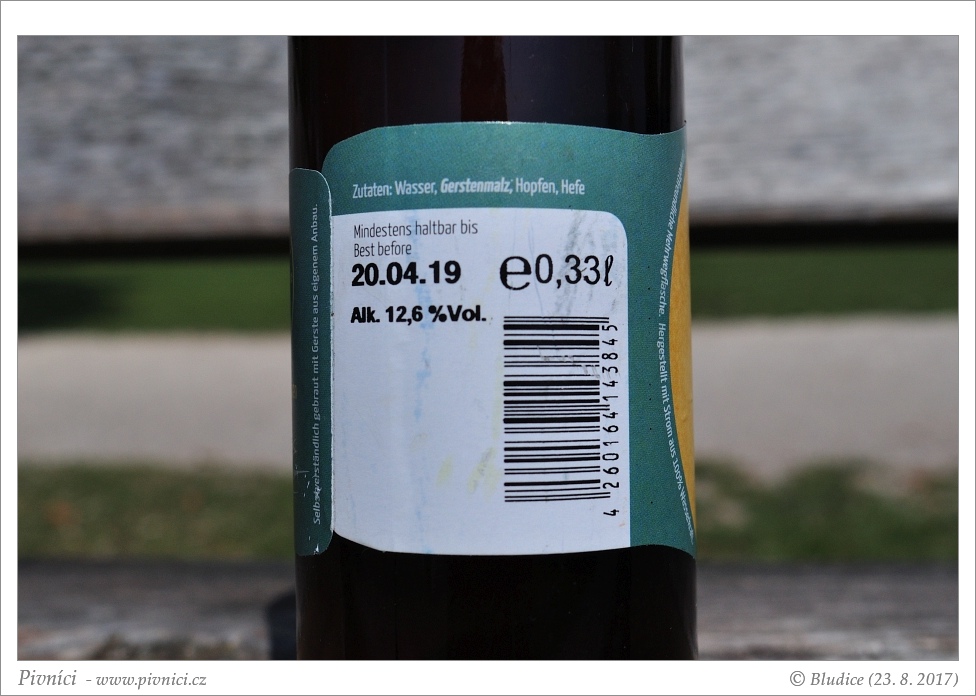 Zutaten: Wasser, Gerstenmalz, Hopfen, Hefe
Mindestens haltbar bis
Best before
20.04.19
Alk. 12,6 %Vol.
e0,33ℓ
4 260164 143845
Selbstverständlich gebraut mit Gerste aus eigenem Anbau.
Mehrwegflasche. Hergestellt mit Strom aus 100%
Pivníci - www.pivnici.cz
© Bludice (23. 8. 2017)